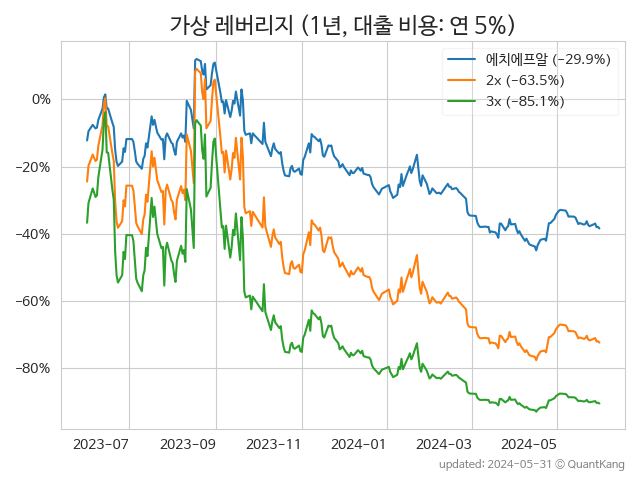 가상 레버리지 (1년, 대출 비용: 연 5%)
에치에프알 (−29.9%)
2x (−63.5%)
3x (−85.1%)
0%
−20%
−40%
−60%
−80%
2023-07
2023-09
2023-11
2024-01
2024-03
2024-05
updated: 2024-05-31 © QuantKang